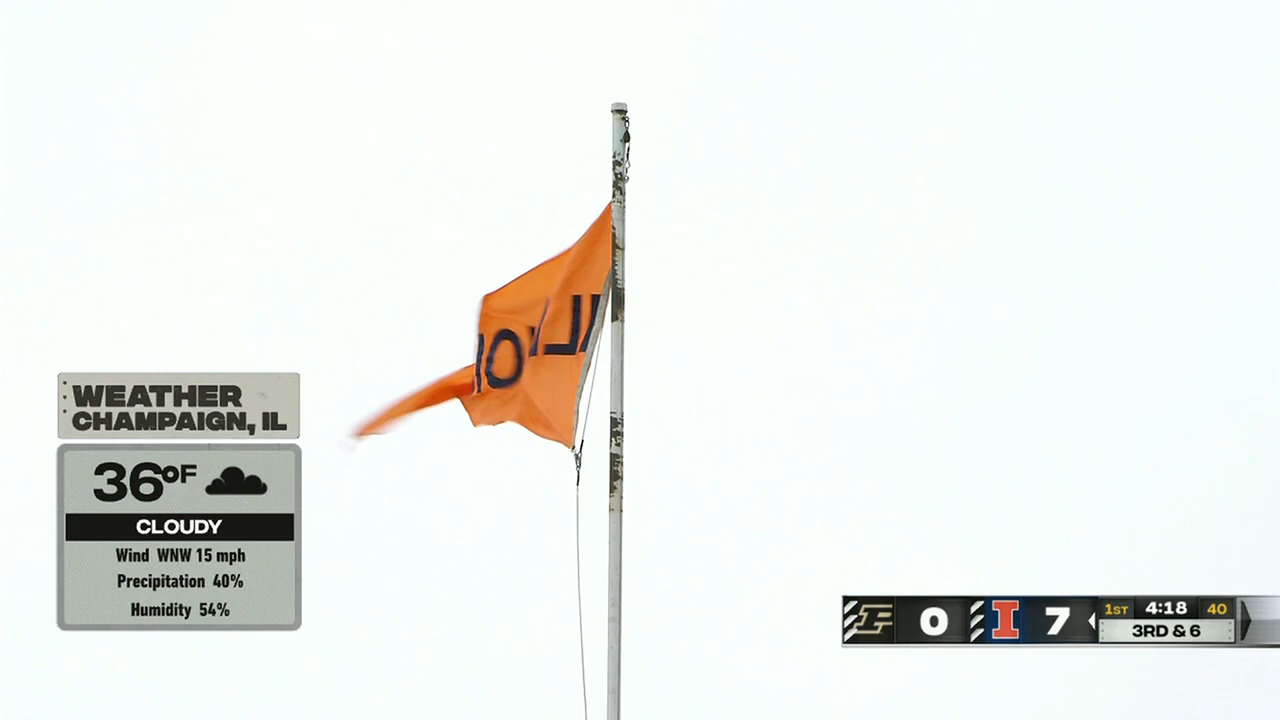 ILLINOI
WEATHER
CHAMPAIGN, IL
36°F
CLOUDY
Wind WNW 15 mph
Precipitation 40%
Humidity 54%
P 0 I 7 1ST 4:18 40
3RD & 6